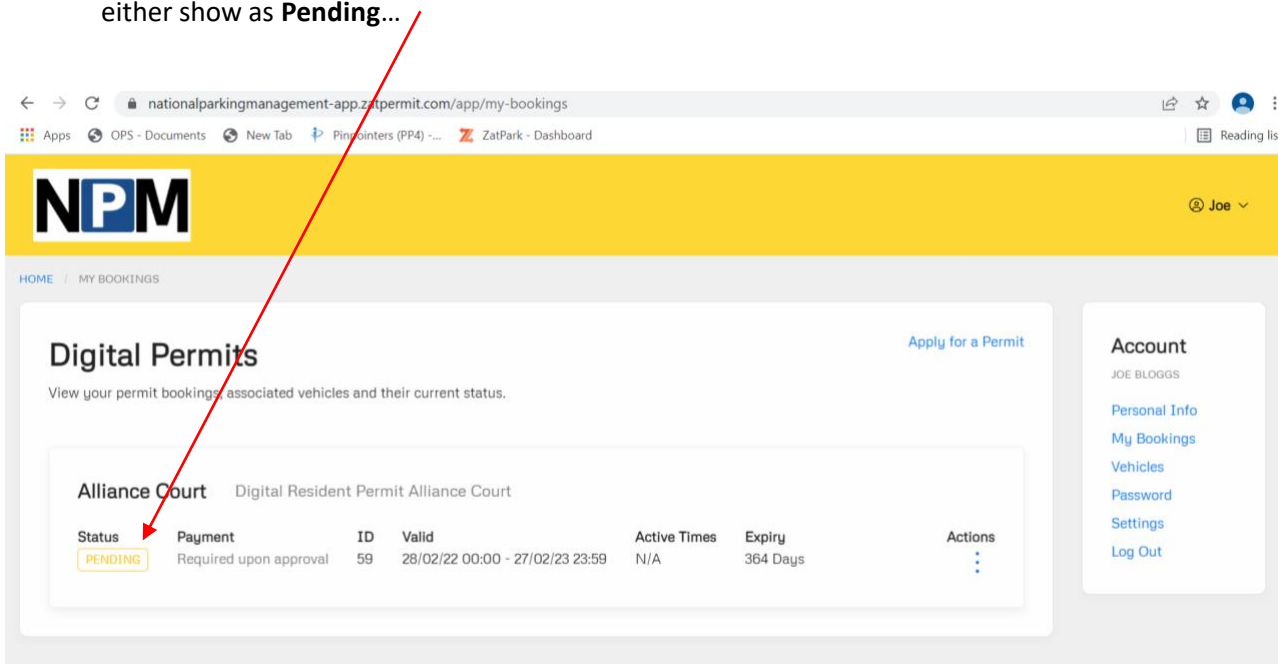 either show as Pending…
nationalparkingmanagement-app.zatpermit.com/app/my-bookings
Apps OPS - Documents New Tab Pinpointers (PP4) -... ZatPark - Dashboard Reading lis
NPM
Joe
HOME / MY BOOKINGS
Digital Permits
Apply for a Permit
View your permit bookings, associated vehicles and their current status.
Alliance Court Digital Resident Permit Alliance Court
Status Payment ID Valid Active Times Expiry Actions
PENDING Required upon approval 59 28/02/22 00:00 - 27/02/23 23:59 N/A 364 Days
Account
JOE BLOGGS
Personal Info
My Bookings
Vehicles
Password
Settings
Log Out